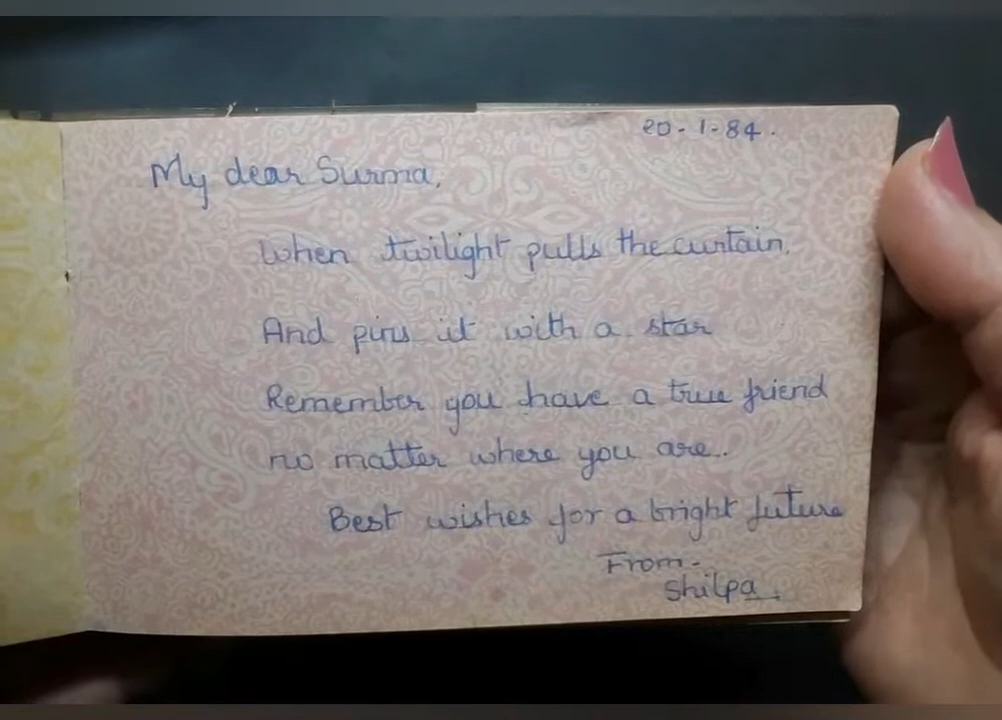 20-1-84.
My dear Surma,
When twilight pulls the curtain,
And pins it with a star
Remember you have a true friend
no matter where you are..
Best wishes for a bright future
From-
Shilpa.